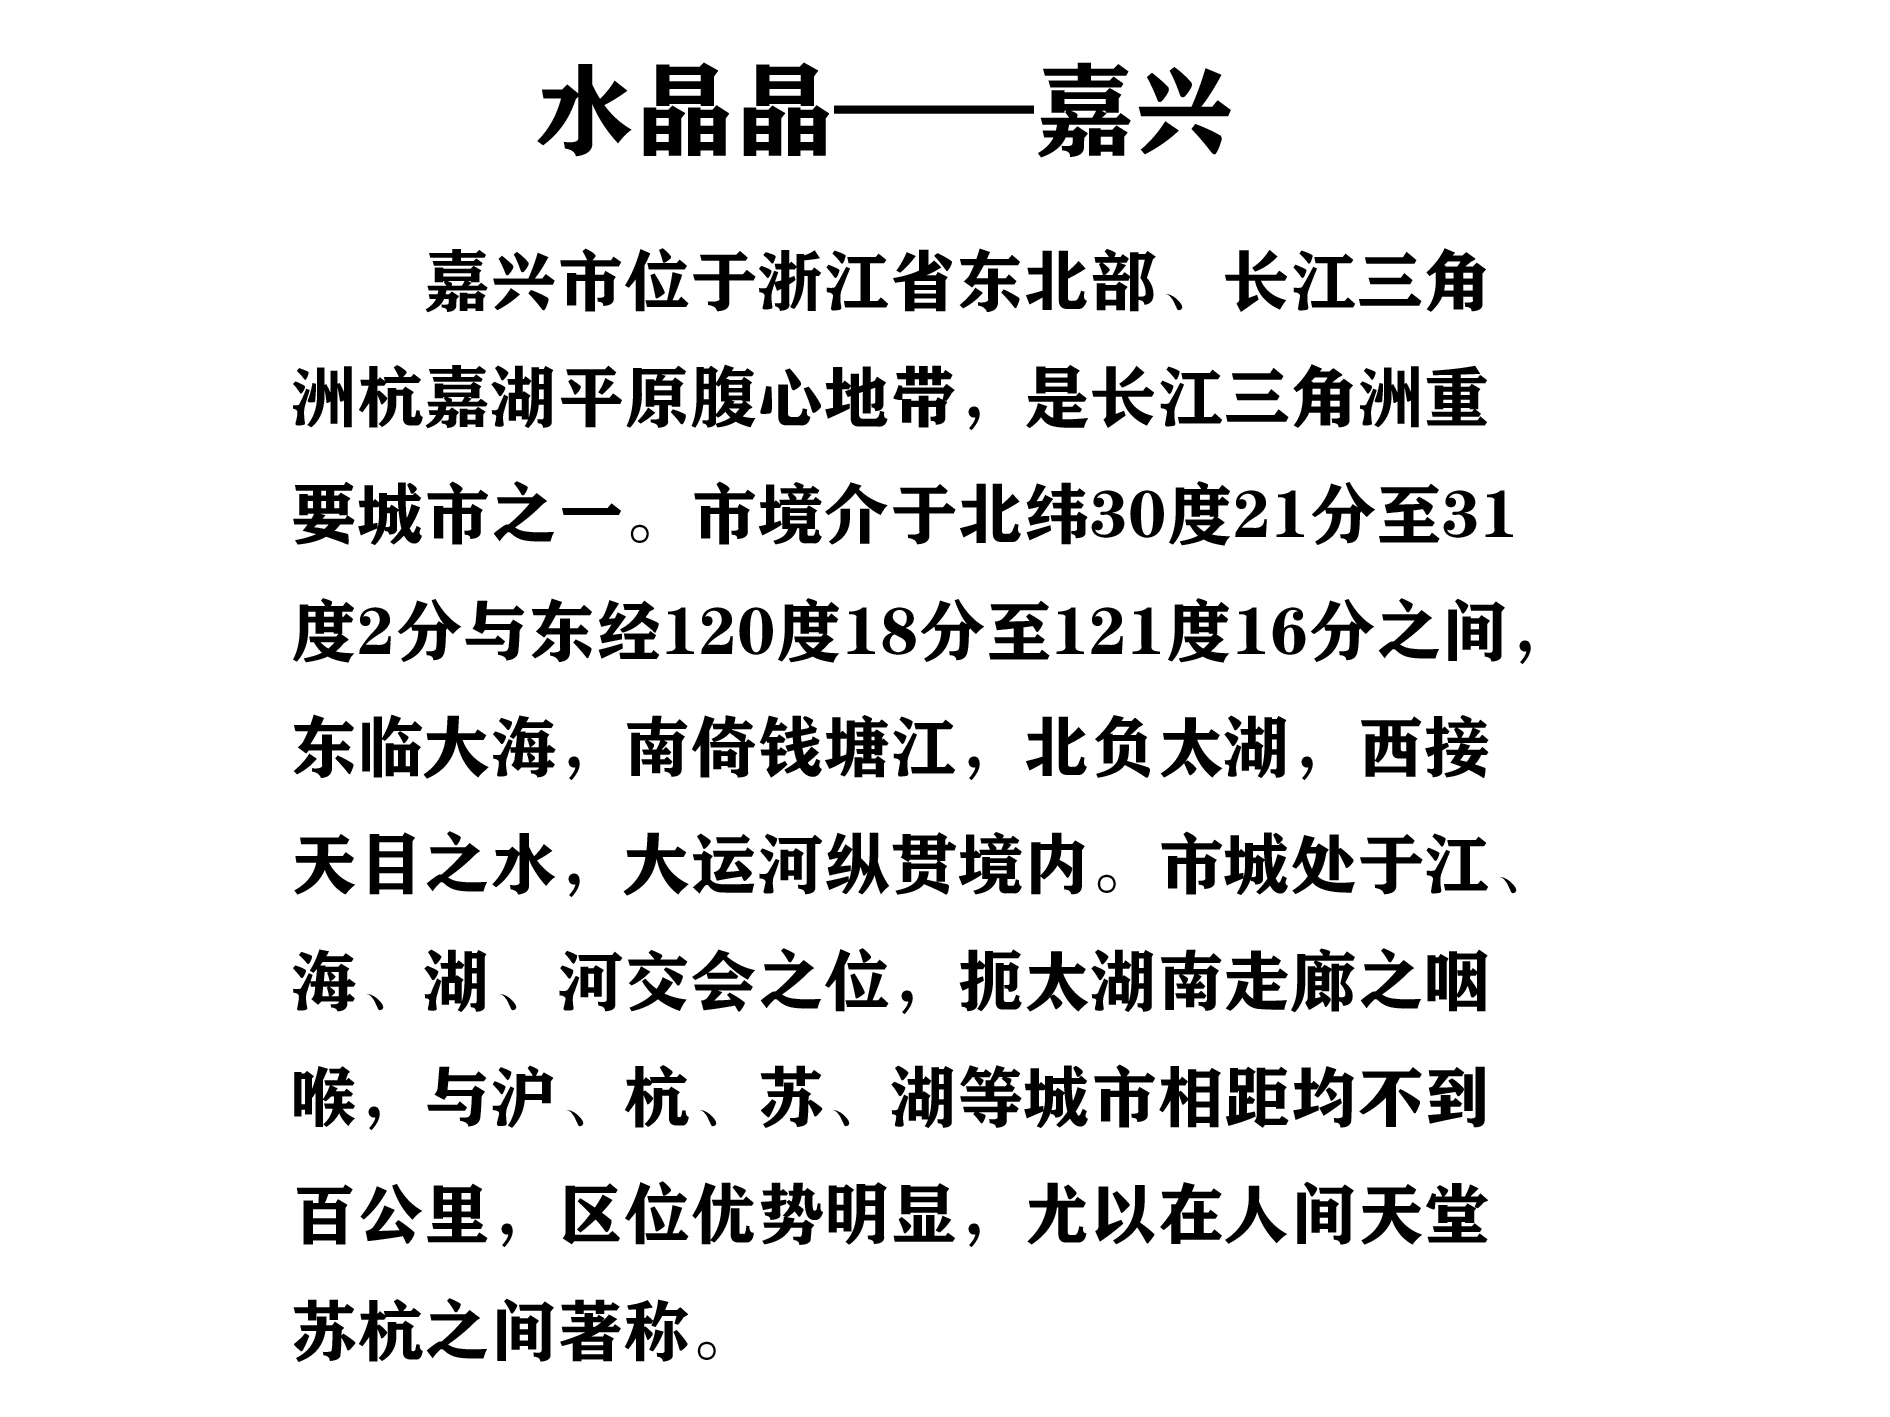 水晶晶——嘉兴
嘉兴市位于浙江省东北部、长江三角
洲杭嘉湖平原腹心地带，是长江三角洲重
要城市之一。市境介于北纬30度21分至31
度2分与东经120度18分至121度16分之间，
东临大海，南倚钱塘江，北负太湖，西接
天目之水，大运河纵贯境内。市城处于江、
海、湖、河交会之位，扼太湖南走廊之咽
喉，与沪、杭、苏、湖等城市相距均不到
百公里，区位优势明显，尤以在人间天堂
苏杭之间著称。